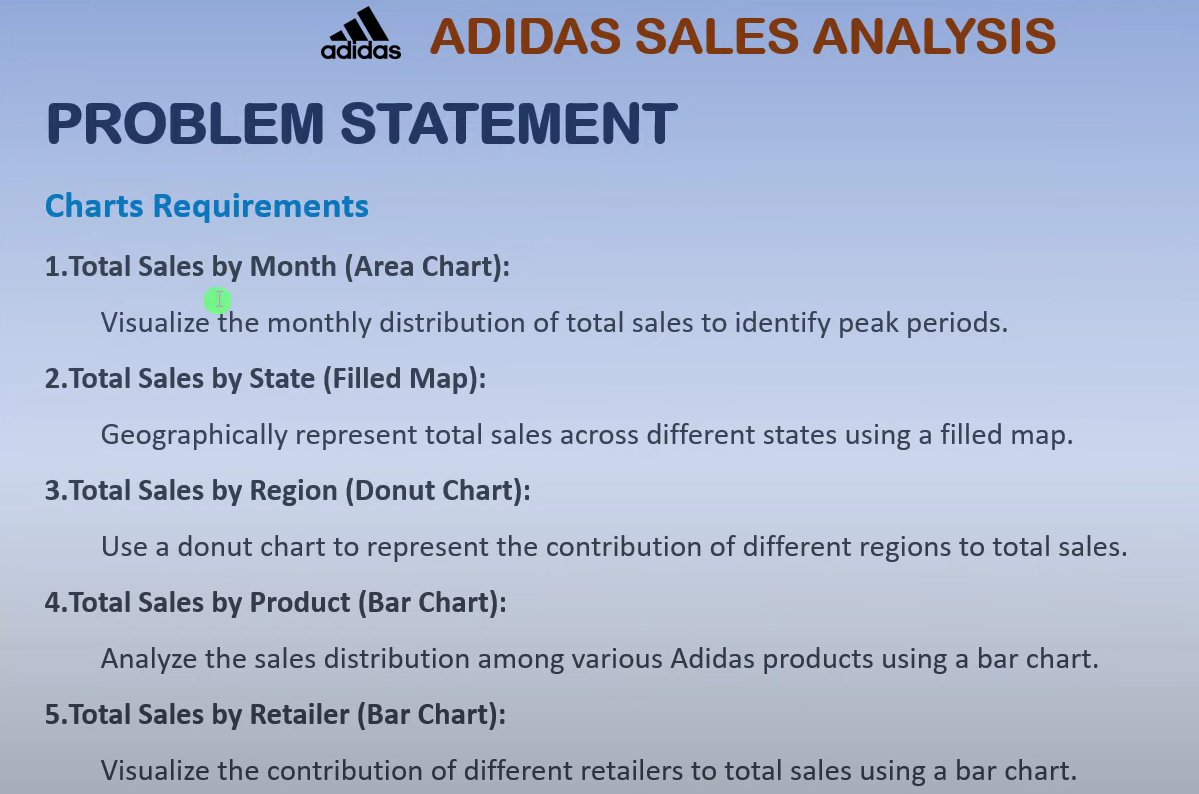 adidas
ADIDAS SALES ANALYSIS
PROBLEM STATEMENT
Charts Requirements
1.Total Sales by Month (Area Chart):
Visualize the monthly distribution of total sales to identify peak periods.
2.Total Sales by State (Filled Map):
Geographically represent total sales across different states using a filled map.
3.Total Sales by Region (Donut Chart):
Use a donut chart to represent the contribution of different regions to total sales.
4.Total Sales by Product (Bar Chart):
Analyze the sales distribution among various Adidas products using a bar chart.
5.Total Sales by Retailer (Bar Chart):
Visualize the contribution of different retailers to total sales using a bar chart.